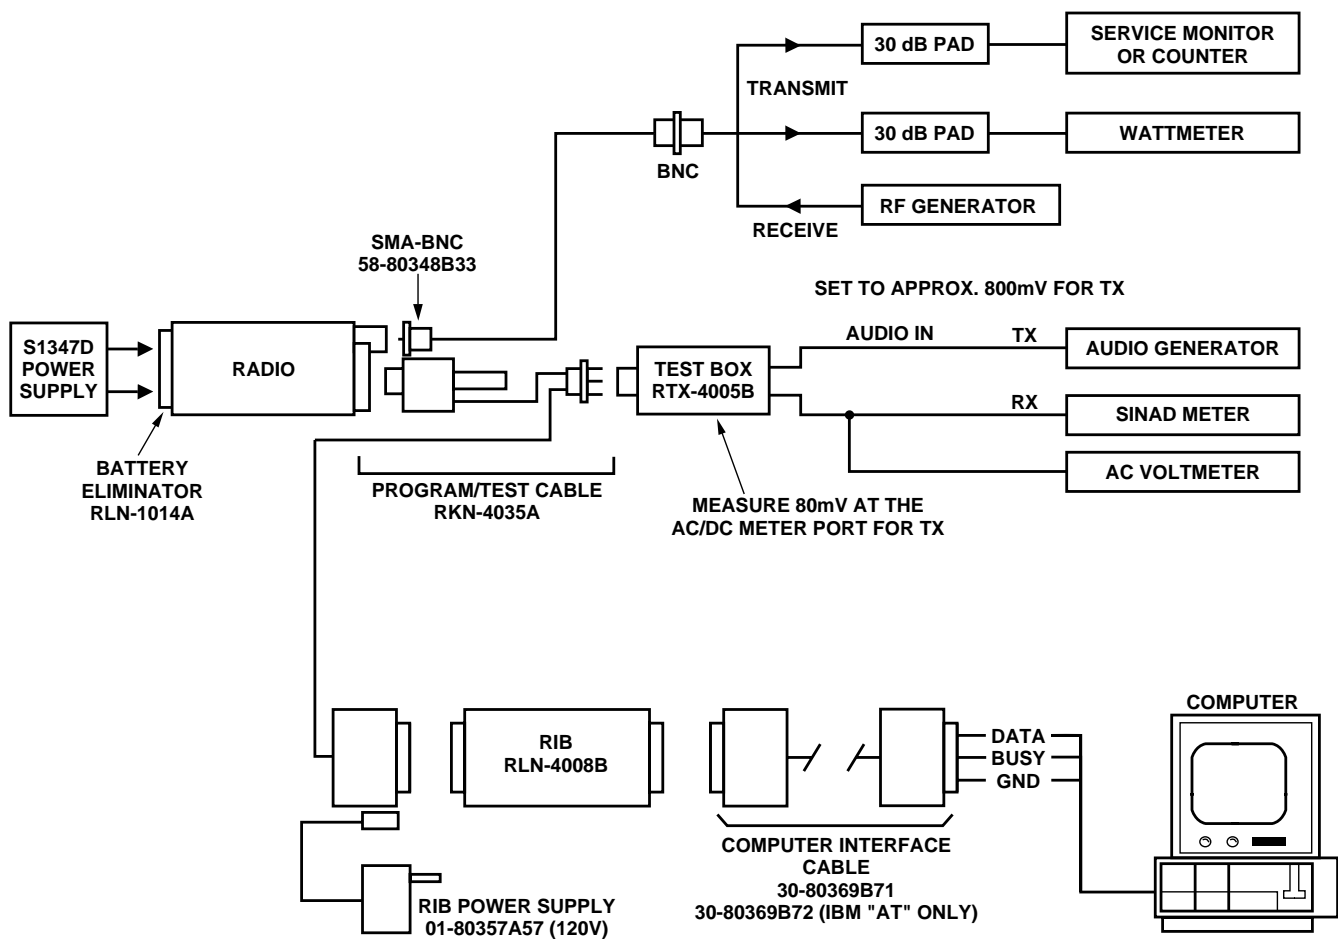 30 dB PAD
SERVICE MONITOR
OR COUNTER
TRANSMIT
30 dB PAD
WATTMETER
BNC
RF GENERATOR
RECEIVE
SMA-BNC
58-80348B33
SET TO APPROX. 800mV FOR TX
S1347D
POWER
SUPPLY
RADIO
TEST BOX
RTX-4005B
AUDIO IN
TX
AUDIO GENERATOR
RX
SINAD METER
AC VOLTMETER
BATTERY
ELIMINATOR
RLN-1014A
PROGRAM/TEST CABLE
RKN-4035A
MEASURE 80mV AT THE
AC/DC METER PORT FOR TX
RIB
RLN-4008B
DATA
BUSY
GND
COMPUTER
COMPUTER INTERFACE
CABLE
30-80369B71
30-80369B72 (IBM "AT" ONLY)
RIB POWER SUPPLY
01-80357A57 (120V)